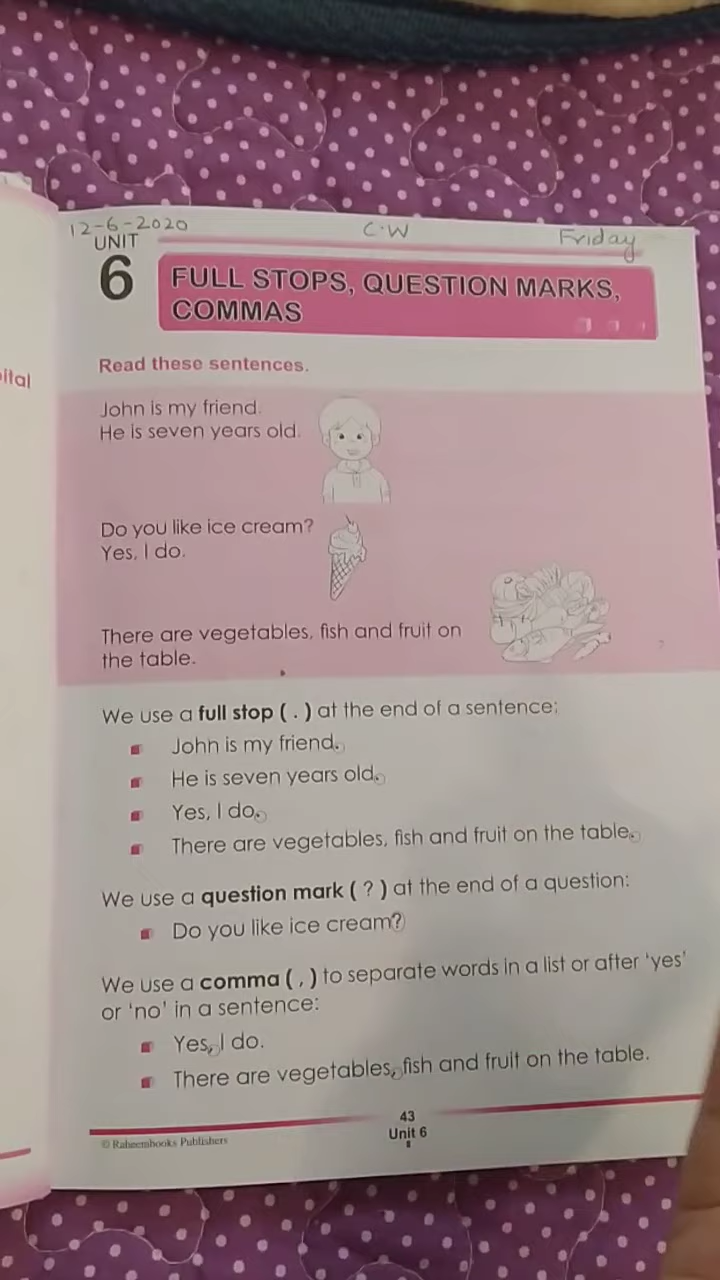 12-6-2020 C.W Friday
UNIT
6
FULL STOPS, QUESTION MARKS,
COMMAS
Read these sentences.
John is my friend.
He is seven years old.
Do you like ice cream?
Yes, I do.
There are vegetables, fish and fruit on
the table.
We use a full stop ( . ) at the end of a sentence:
John is my friend.
He is seven years old.
Yes, I do.
There are vegetables, fish and fruit on the table.
We use a question mark ( ? ) at the end of a question:
Do you like ice cream?
We use a comma ( , ) to separate words in a list or after 'yes'
or 'no' in a sentence:
Yes, I do.
There are vegetables, fish and fruit on the table.
43
© Raheembooks Publishers
Unit 6